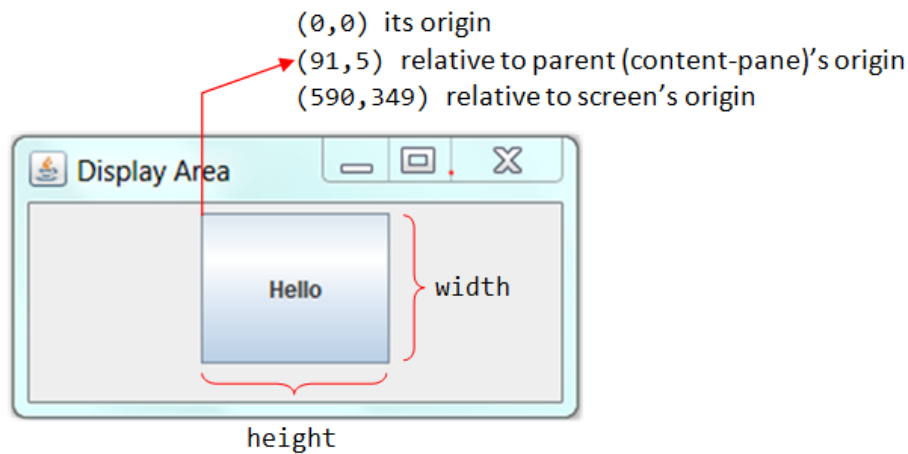 (0,0) its origin
(91,5) relative to parent (content-pane)'s origin
(590,349) relative to screen's origin
Display Area
Hello
width
height